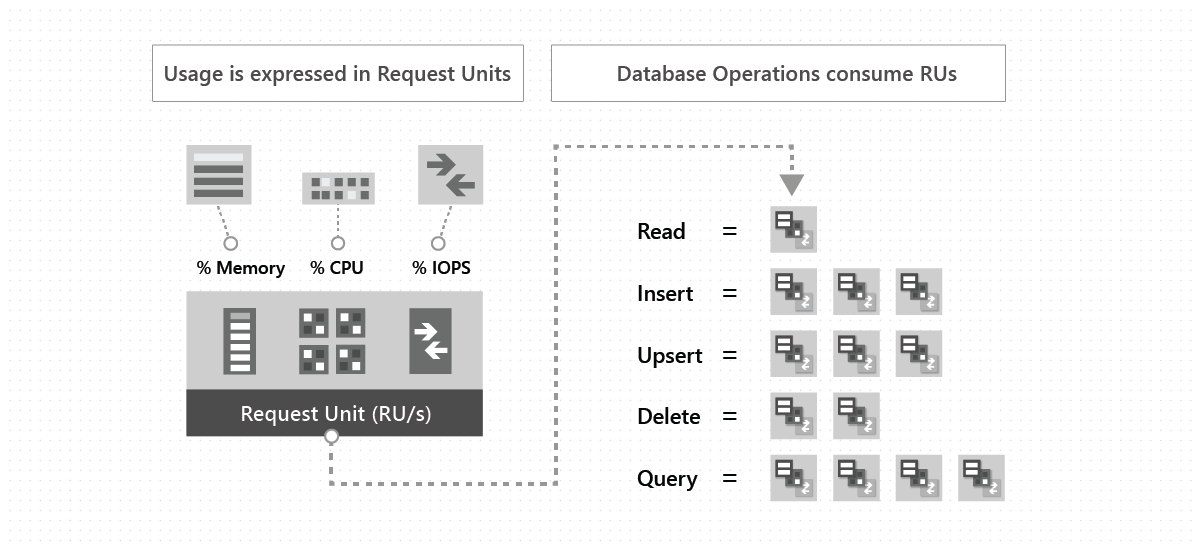 Usage is expressed in Request Units
Database Operations consume RUs
% Memory
% CPU
% IOPS
Request Unit (RU/s)
Read =
Insert =
Upsert =
Delete =
Query =